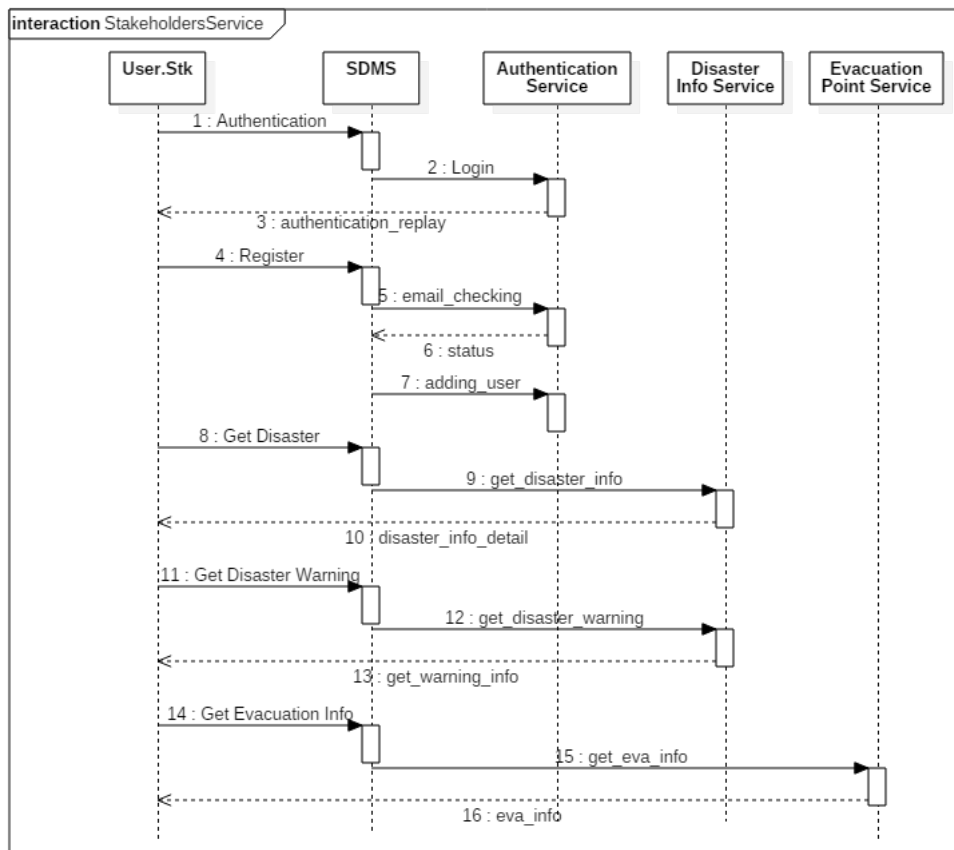 interaction StakeholdersService
User.Stk
SDMS
Authentication
Service
Disaster
Info Service
Evacuation
Point Service
1 : Authentication
2 : Login
3 : authentication_replay
4 : Register
5 : email_checking
6 : status
7 : adding_user
8 : Get Disaster
9 : get_disaster_info
10 : disaster_info_detail
11 : Get Disaster Warning
12 : get_disaster_warning
13 : get_warning_info
14 : Get Evacuation Info
15 : get_eva_info
16 : eva_info